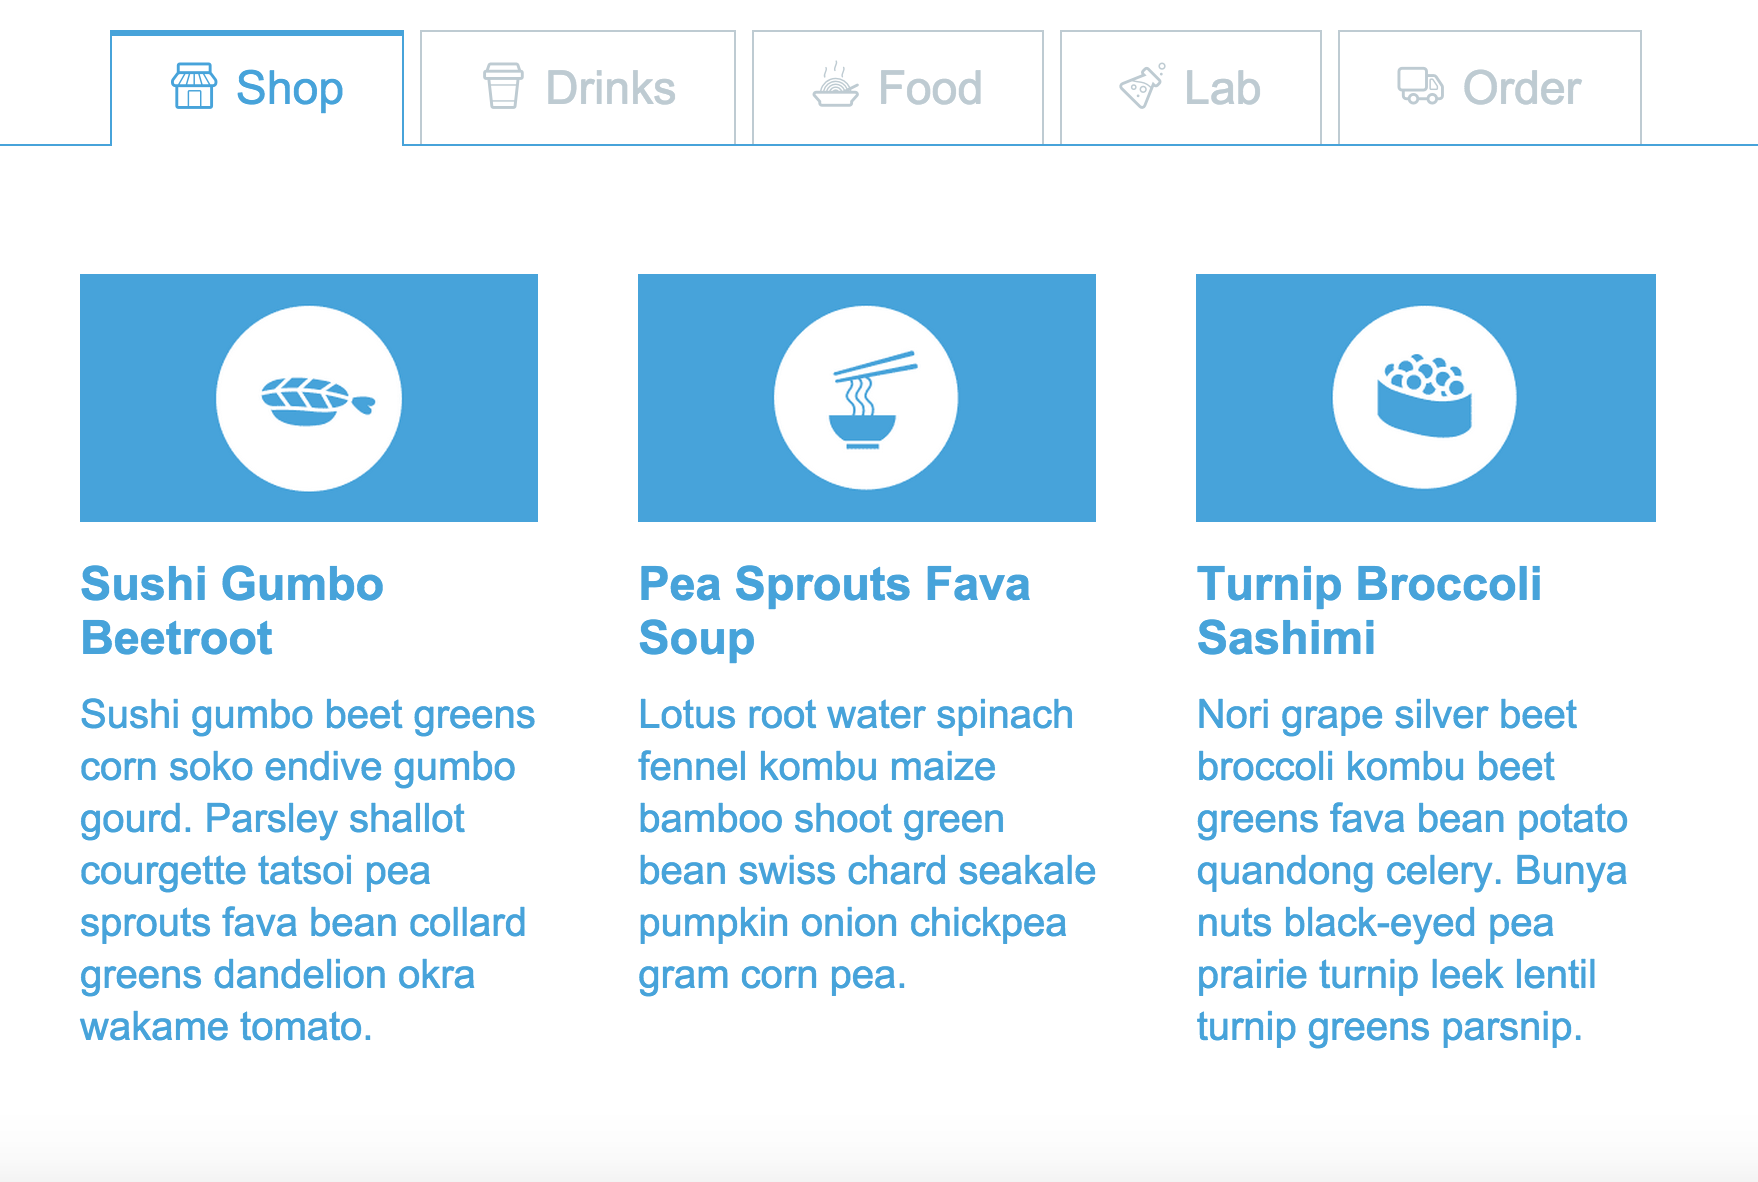 Shop
Drinks
Food
Lab
Order
Sushi Gumbo
Beetroot
Sushi gumbo beet greens
corn soko endive gumbo
gourd. Parsley shallot
courgette tatsoi pea
sprouts fava bean collard
greens dandelion okra
wakame tomato.
Pea Sprouts Fava
Soup
Lotus root water spinach
fennel kombu maize
bamboo shoot green
bean swiss chard seakale
pumpkin onion chickpea
gram corn pea.
Turnip Broccoli
Sashimi
Nori grape silver beet
broccoli kombu beet
greens fava bean potato
quandong celery. Bunya
nuts black-eyed pea
prairie turnip leek lentil
turnip greens parsnip.